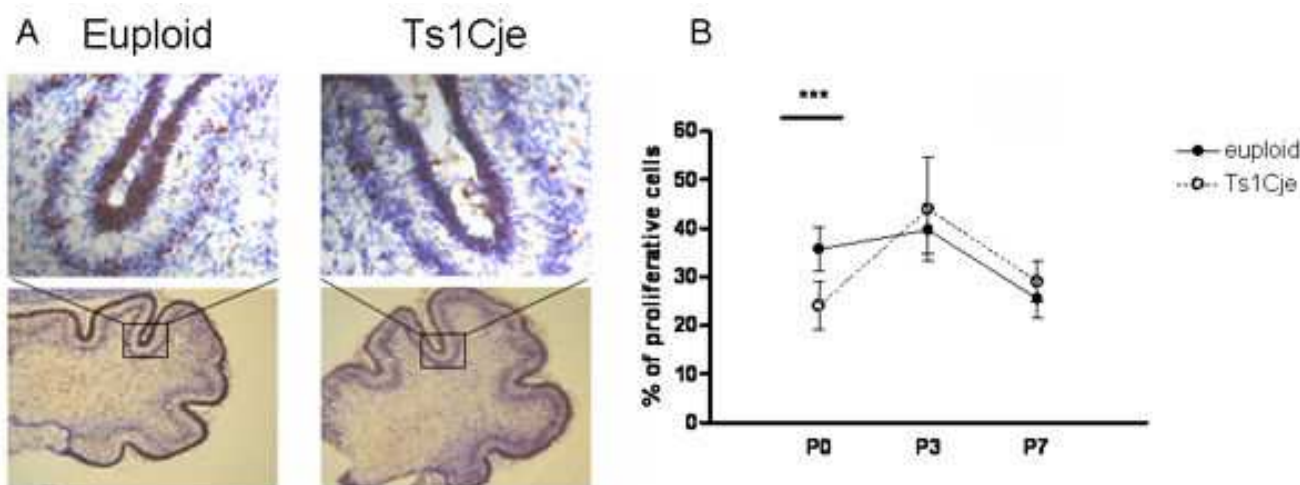 A Euploid Ts1Cje
B
***
% of proliferative cells
60
50
40
30
20
10
0
P0 P3 P7
euploid
Ts1Cje